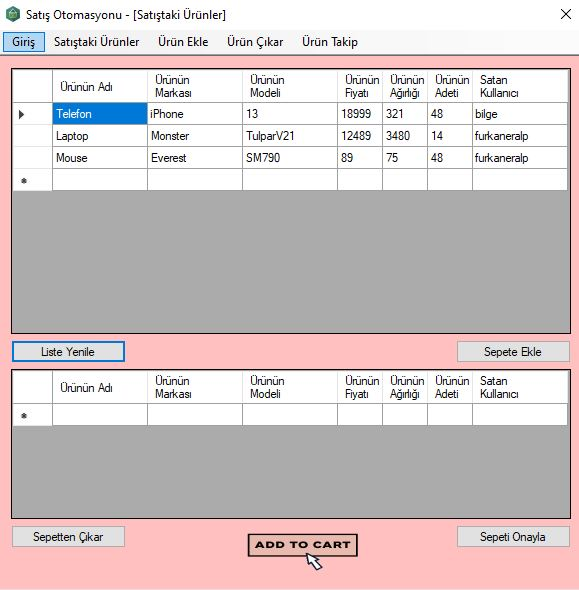 Satış Otomasyonu - [Satıştaki Ürünler]
Giriş Satıştaki Ürünler Ürün Ekle Ürün Çıkar Ürün Takip
Ürünün Adı Ürünün Markası Ürünün Modeli Ürünün Fiyatı Ürünün Ağırlığı Ürünün Adeti Satan Kullanıcı
Telefon iPhone 13 18999 321 48 bilge
Laptop Monster TulparV21 12489 3480 14 furkaneralp
Mouse Everest SM790 89 75 48 furkaneralp
Liste Yenile Sepete Ekle
Ürünün Adı Ürünün Markası Ürünün Modeli Ürünün Fiyatı Ürünün Ağırlığı Ürünün Adeti Satan Kullanıcı
Sepetten Çıkar ADD TO CART Sepeti Onayla